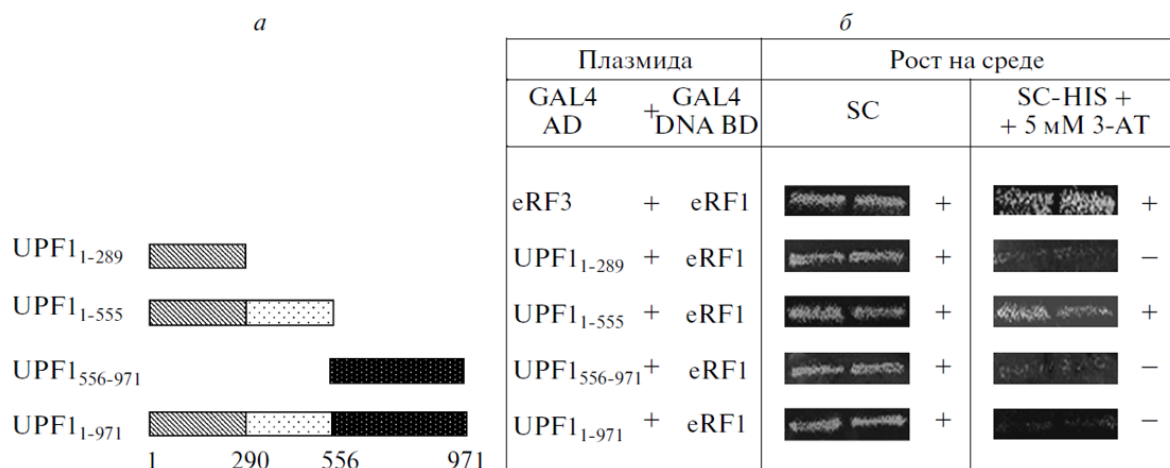 а
UPF1₁₋₂₈₉
UPF1₁₋₅₅₅
UPF1₅₅₆₋₉₇₁
UPF1₁₋₉₇₁
1 290 556 971
б
Плазмида Рост на среде
GAL4 AD + GAL4 DNA BD SC SC-HIS + + 5 мМ 3-AT
eRF3 + eRF1 + +
UPF1₁₋₂₈₉ + eRF1 + −
UPF1₁₋₅₅₅ + eRF1 + +
UPF1₅₅₆₋₉₇₁ + eRF1 + −
UPF1₁₋₉₇₁ + eRF1 + −